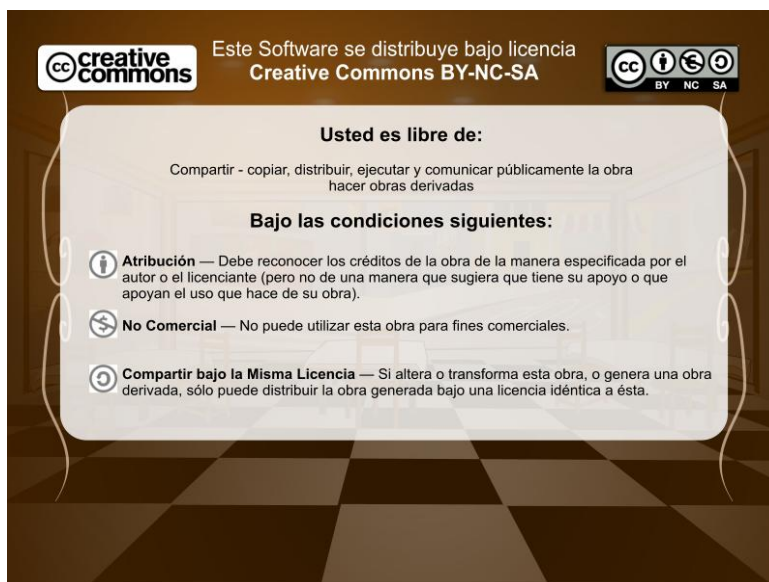 creative commons
Este Software se distribuye bajo licencia
Creative Commons BY-NC-SA
cc
BY NC SA
Usted es libre de:
Compartir - copiar, distribuir, ejecutar y comunicar públicamente la obra
hacer obras derivadas
Bajo las condiciones siguientes:
Atribución — Debe reconocer los créditos de la obra de la manera especificada por el
autor o el licenciante (pero no de una manera que sugiera que tiene su apoyo o que
apoyan el uso que hace de su obra).
No Comercial — No puede utilizar esta obra para fines comerciales.
Compartir bajo la Misma Licencia — Si altera o transforma esta obra, o genera una obra
derivada, sólo puede distribuir la obra generada bajo una licencia idéntica a ésta.